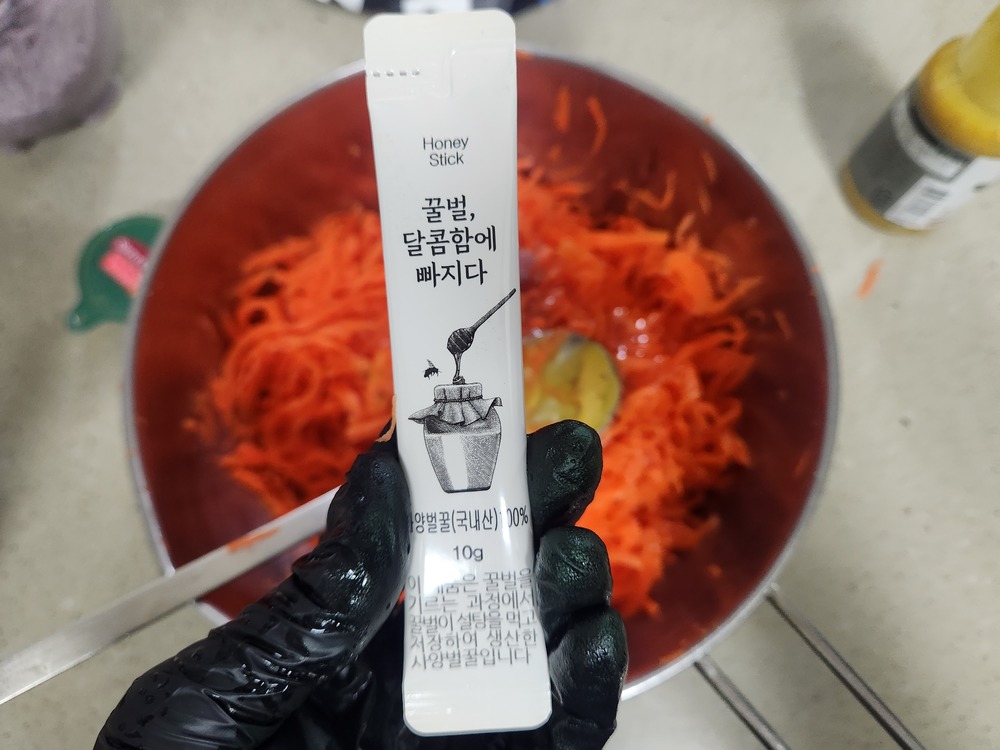 Honey
Stick
꿀벌,
달콤함에
빠지다
사양벌꿀(국내산)100%
10g
이 제품은 꿀벌을
기르는 과정에서
꿀벌이 설탕을먹고
저장하여 생산한
사양벌꿀입니다